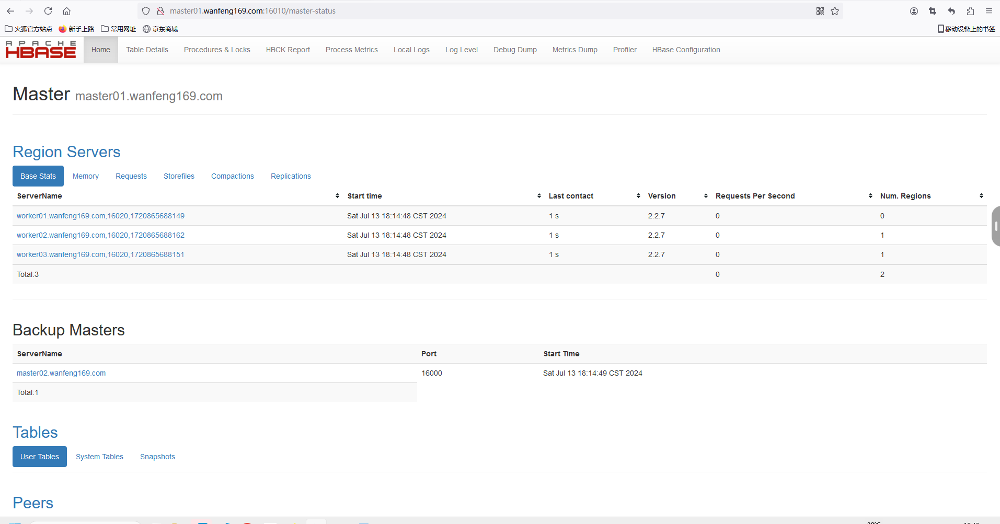 master01.wanfeng169.com:16010/master-status
火狐官方站点 新手上路 常用网址 京东商城 移动设备上的书签
APACHE
HBASE
Home Table Details Procedures & Locks HBCK Report Process Metrics Local Logs Log Level Debug Dump Metrics Dump Profiler HBase Configuration
Master master01.wanfeng169.com
Region Servers
Base Stats Memory Requests Storefiles Compactions Replications
ServerName Start time Last contact Version Requests Per Second Num. Regions
worker01.wanfeng169.com,16020,1720865688149 Sat Jul 13 18:14:48 CST 2024 1 s 2.2.7 0 0
worker02.wanfeng169.com,16020,1720865688162 Sat Jul 13 18:14:48 CST 2024 1 s 2.2.7 0 1
worker03.wanfeng169.com,16020,1720865688151 Sat Jul 13 18:14:48 CST 2024 1 s 2.2.7 0 1
Total:3 0 2
Backup Masters
ServerName Port Start Time
master02.wanfeng169.com 16000 Sat Jul 13 18:14:49 CST 2024
Total:1
Tables
User Tables System Tables Snapshots
Peers